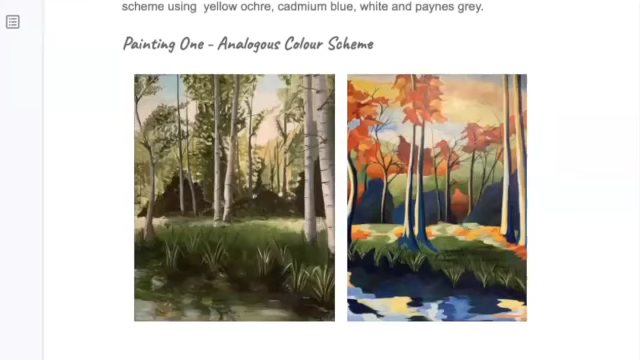 scheme using  yellow ochre, cadmium blue, white and paynes grey.
Painting One - Analogous Colour Scheme